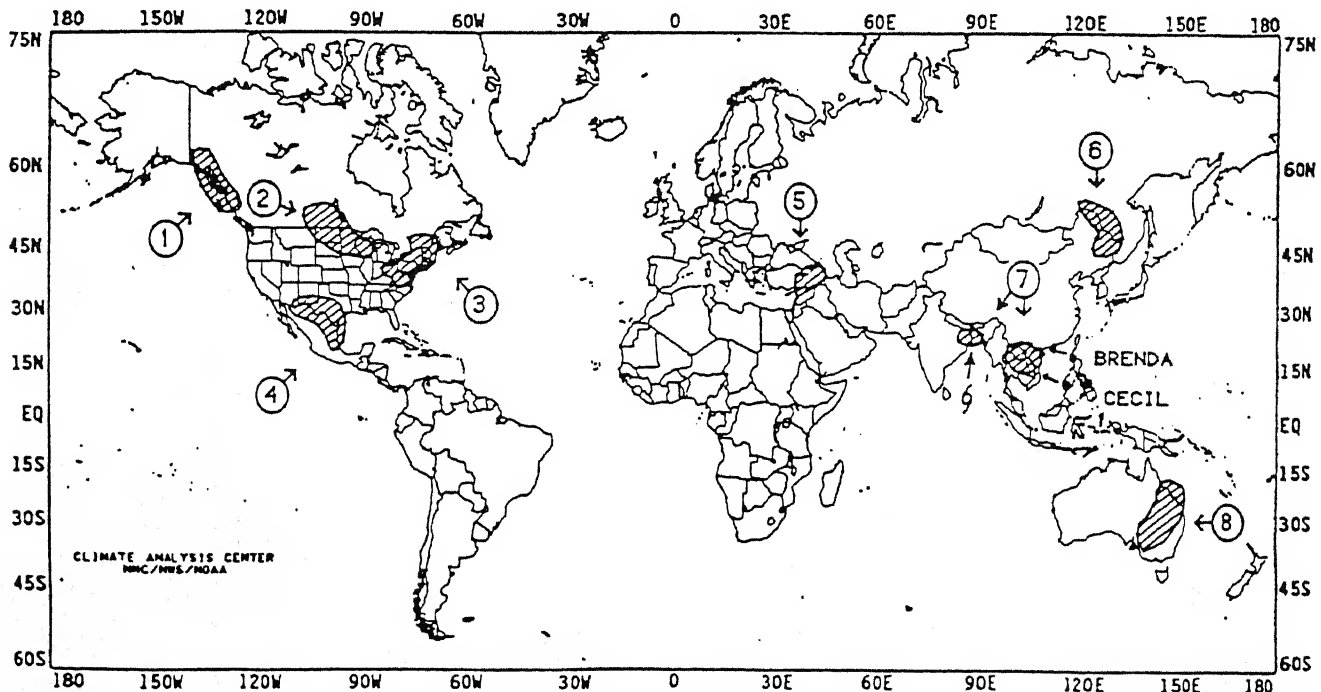 180 150W 120W 90W 60W 30W 0 30E 60E 90E 120E 150E 180
75N 75N
60N 60N
6
2
5
1
45N 45N
7
3
30N 30N
BRENDA
15N 15N
4
CECIL
EQ EQ
15S 15S
30S 8 30S
CLIMATE ANALYSIS CENTER
NMC/NWS/NOAA
45S 45S
60S 60S
180 150W 120W 90W 60W 30W 0 30E 60E 90E 120E 150E 180